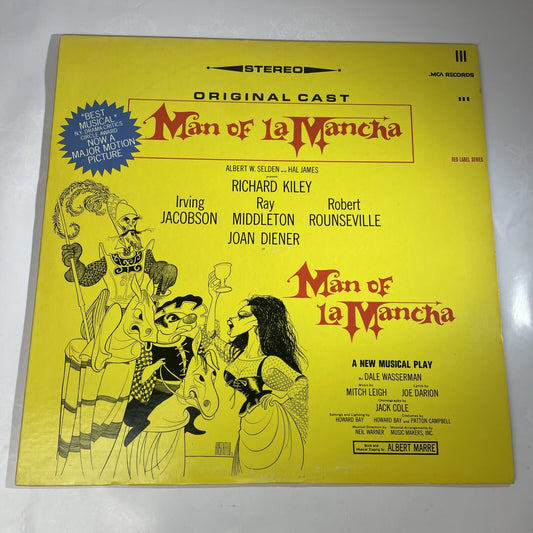 STEREO
MCA RECORDS
ORIGINAL CAST
"BEST
MUSICAL"
N.Y. DRAMA CRITICS
CIRCLE AWARD
NOW A
MAJOR MOTION
PICTURE
Man of La Mancha
RED LABEL SERIES
ALBERT W. SELDEN and HAL JAMES
present
RICHARD KILEY
Irving Ray Robert
JACOBSON MIDDLETON ROUNSEVILLE
JOAN DIENER
in
Man of
La Mancha
A NEW MUSICAL PLAY
By DALE WASSERMAN
Music by Lyrics by
MITCH LEIGH JOE DARION
Choreography by
JACK COLE
Settings and Lighting by Costumes by
HOWARD BAY HOWARD BAY and PATTON CAMPBELL
Musical Direction by Musical Arrangements by
NEIL WARNER MUSIC MAKERS, INC.
Book and
Musical Staging by ALBERT MARRE